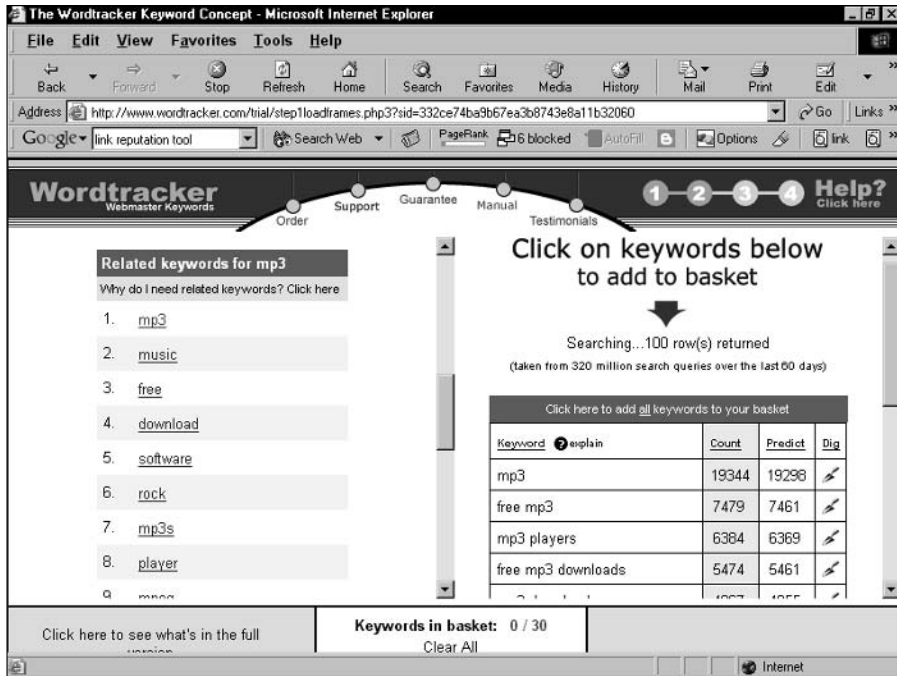 The Wordtracker Keyword Concept - Microsoft Internet Explorer
File Edit View Favorites Tools Help
Back Forward Stop Refresh Home Search Favorites Media History Mail Print Edit
Address http://www.wordtracker.com/trial/step1loadframes.php3?sid=332ce74ba9b67ea3b8743e8a11b32060 Go Links »
Google link reputation tool Search Web PageRank 6 blocked AutoFill Options link
Wordtracker
Webmaster Keywords
Order Support Guarantee Manual Testimonials
1 2 3 4 Help?
Click here
Related keywords for mp3
Why do I need related keywords? Click here
1. mp3
2. music
3. free
4. download
5. software
6. rock
7. mp3s
8. player
9.
Click on keywords below
to add to basket
Searching...100 row(s) returned
(taken from 320 million search queries over the last 60 days)
Click here to add all keywords to your basket
Keyword ? explain Count Predict Dig
mp3 19344 19298
free mp3 7479 7461
mp3 players 6384 6369
free mp3 downloads 5474 5461
Click here to see what's in the full
version
Keywords in basket: 0 / 30
Clear All
Internet